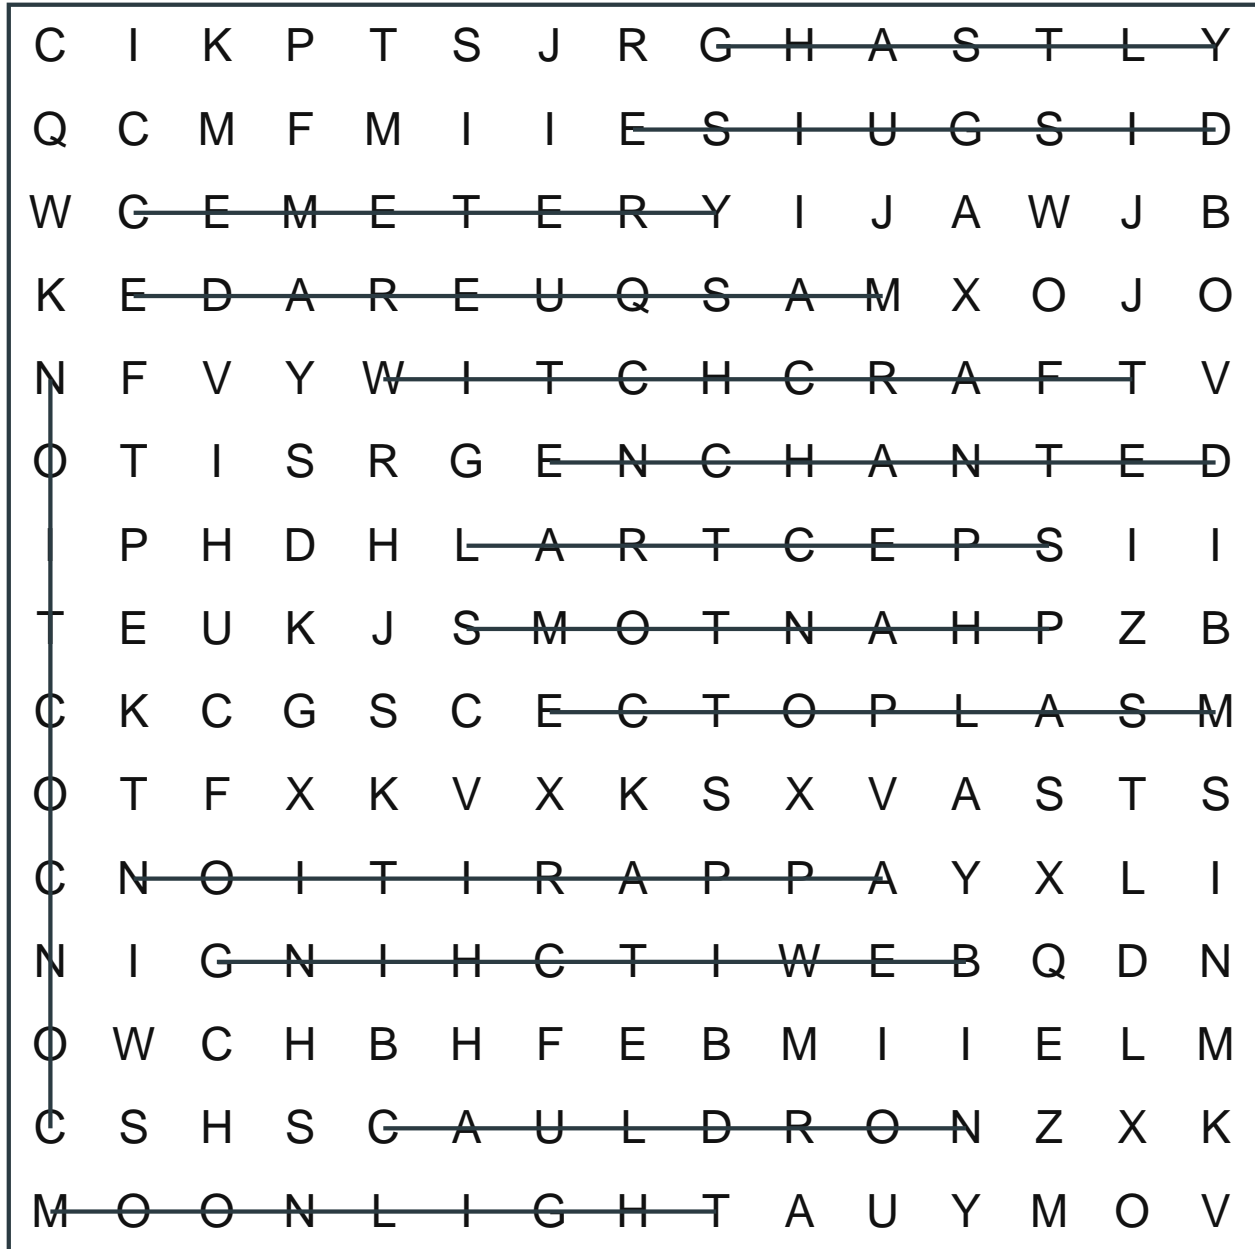 C I K P T S J R G H A S T L Y
Q C M F M I I E S I U G S I D
W C E M E T E R Y I J A W J B
K E D A R E U Q S A M X O J O
N F V Y W I T C H C R A F T V
O T I S R G E N C H A N T E D
I P H D H L A R T C E P S I I
T E U K J S M O T N A H P Z B
C K C G S C E C T O P L A S M
O T F X K V X K S X V A S T S
C N O I T I R A P P A Y X L I
N I G N I H C T I W E B Q D N
O W C H B H F E B M I I E L M
C S H S C A U L D R O N Z X K
M O O N L I G H T A U Y M O V